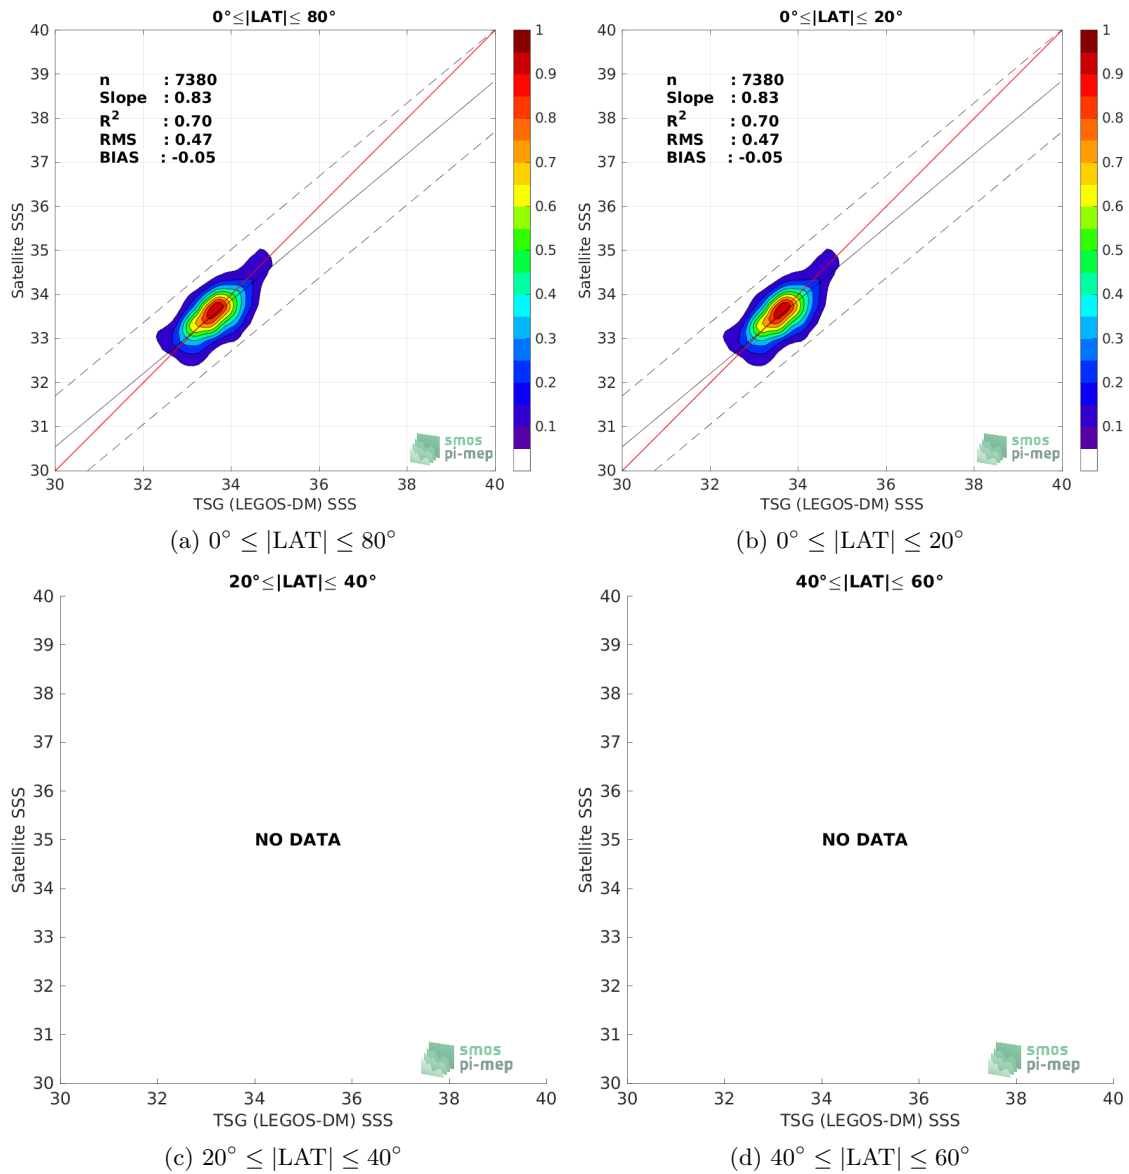 0°≤|LAT|≤ 80°
40
39
38
37
36
35
34
33
32
31
30
Satellite SSS
n : 7380
Slope : 0.83
R² : 0.70
RMS : 0.47
BIAS : -0.05
smos
pi-mep
30 32 34 36 38 40
TSG (LEGOS-DM) SSS
1
0.9
0.8
0.7
0.6
0.5
0.4
0.3
0.2
0.1
(a) 0° ≤ |LAT| ≤ 80°
0°≤|LAT|≤ 20°
40
39
38
37
36
35
34
33
32
31
30
Satellite SSS
n : 7380
Slope : 0.83
R² : 0.70
RMS : 0.47
BIAS : -0.05
smos
pi-mep
30 32 34 36 38 40
TSG (LEGOS-DM) SSS
1
0.9
0.8
0.7
0.6
0.5
0.4
0.3
0.2
0.1
(b) 0° ≤ |LAT| ≤ 20°
20°≤|LAT|≤ 40°
40
39
38
37
36
35
34
33
32
31
30
Satellite SSS
NO DATA
smos
pi-mep
30 32 34 36 38 40
TSG (LEGOS-DM) SSS
(c) 20° ≤ |LAT| ≤ 40°
40°≤|LAT|≤ 60°
40
39
38
37
36
35
34
33
32
31
30
Satellite SSS
NO DATA
smos
pi-mep
30 32 34 36 38 40
TSG (LEGOS-DM) SSS
(d) 40° ≤ |LAT| ≤ 60°